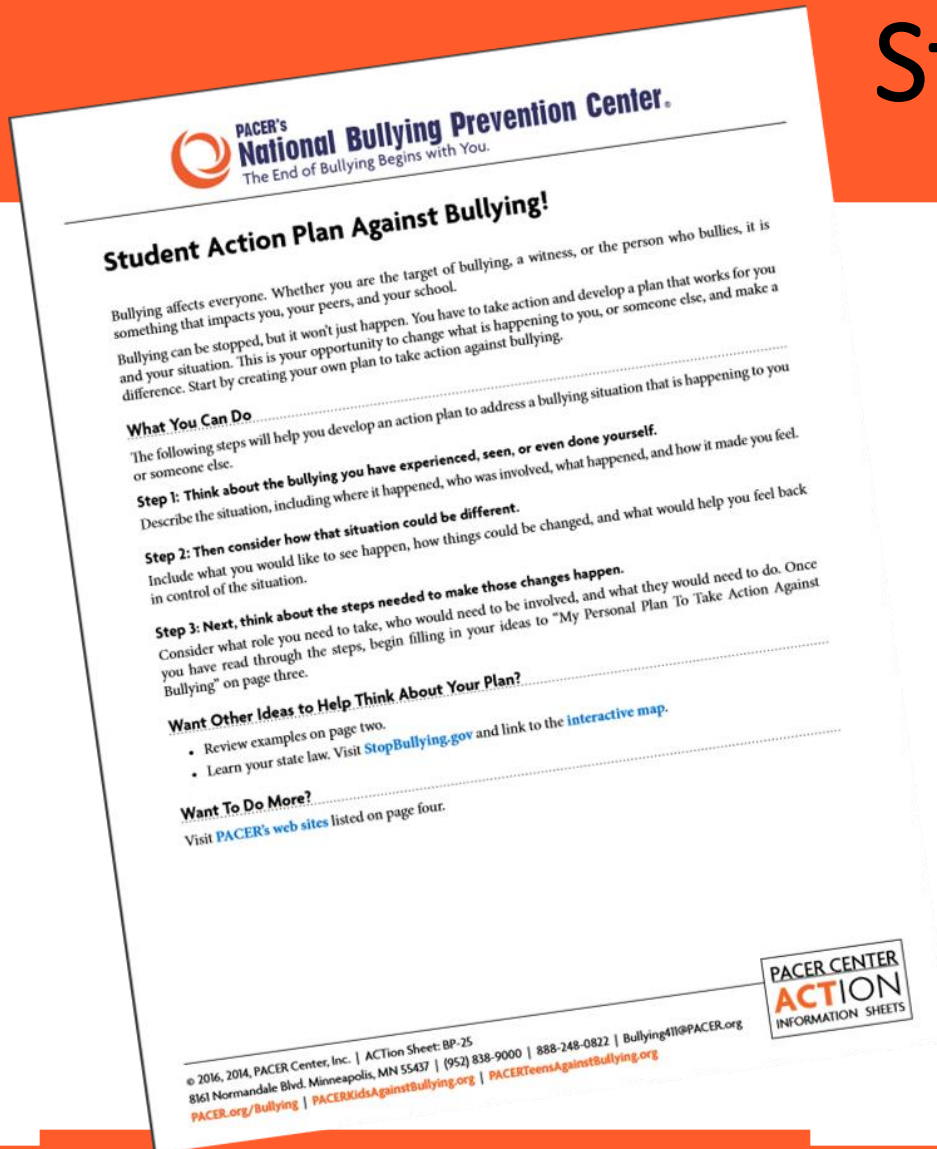 St
PACER's
National Bullying Prevention Center®
The End of Bullying Begins with You.
Student Action Plan Against Bullying!
Bullying affects everyone. Whether you are the target of bullying, a witness, or the person who bullies, it is
something that impacts you, your peers, and your school.
Bullying can be stopped, but it won't just happen. You have to take action and develop a plan that works for you
and your situation. This is your opportunity to change what is happening to you, or someone else, and make a
difference. Start by creating your own plan to take action against bullying.
What You Can Do
The following steps will help you develop an action plan to address a bullying situation that is happening to you
or someone else.
Step 1: Think about the bullying you have experienced, seen, or even done yourself.
Describe the situation, including where it happened, who was involved, what happened, and how it made you feel.
Step 2: Then consider how that situation could be different.
Include what you would like to see happen, how things could be changed, and what would help you feel back
in control of the situation.
Step 3: Next, think about the steps needed to make those changes happen.
Consider what role you need to take, who would need to be involved, and what they would need to do. Once
you have read through the steps, begin filling in your ideas to "My Personal Plan To Take Action Against
Bullying" on page three.
Want Other Ideas to Help Think About Your Plan?
• Review examples on page two.
• Learn your state law. Visit StopBullying.gov and link to the interactive map.
Want To Do More?
Visit PACER's web sites listed on page four.
PACER CENTER
ACTION
INFORMATION SHEETS
© 2016, 2014, PACER Center, Inc. | ACTion Sheet: BP-25
8161 Normandale Blvd. Minneapolis, MN 55437 | (952) 838-9000 | 888-248-0822 | Bullying411@PACER.org
PACER.org/Bullying | PACERKidsAgainstBullying.org | PACERTeensAgainstBullying.org